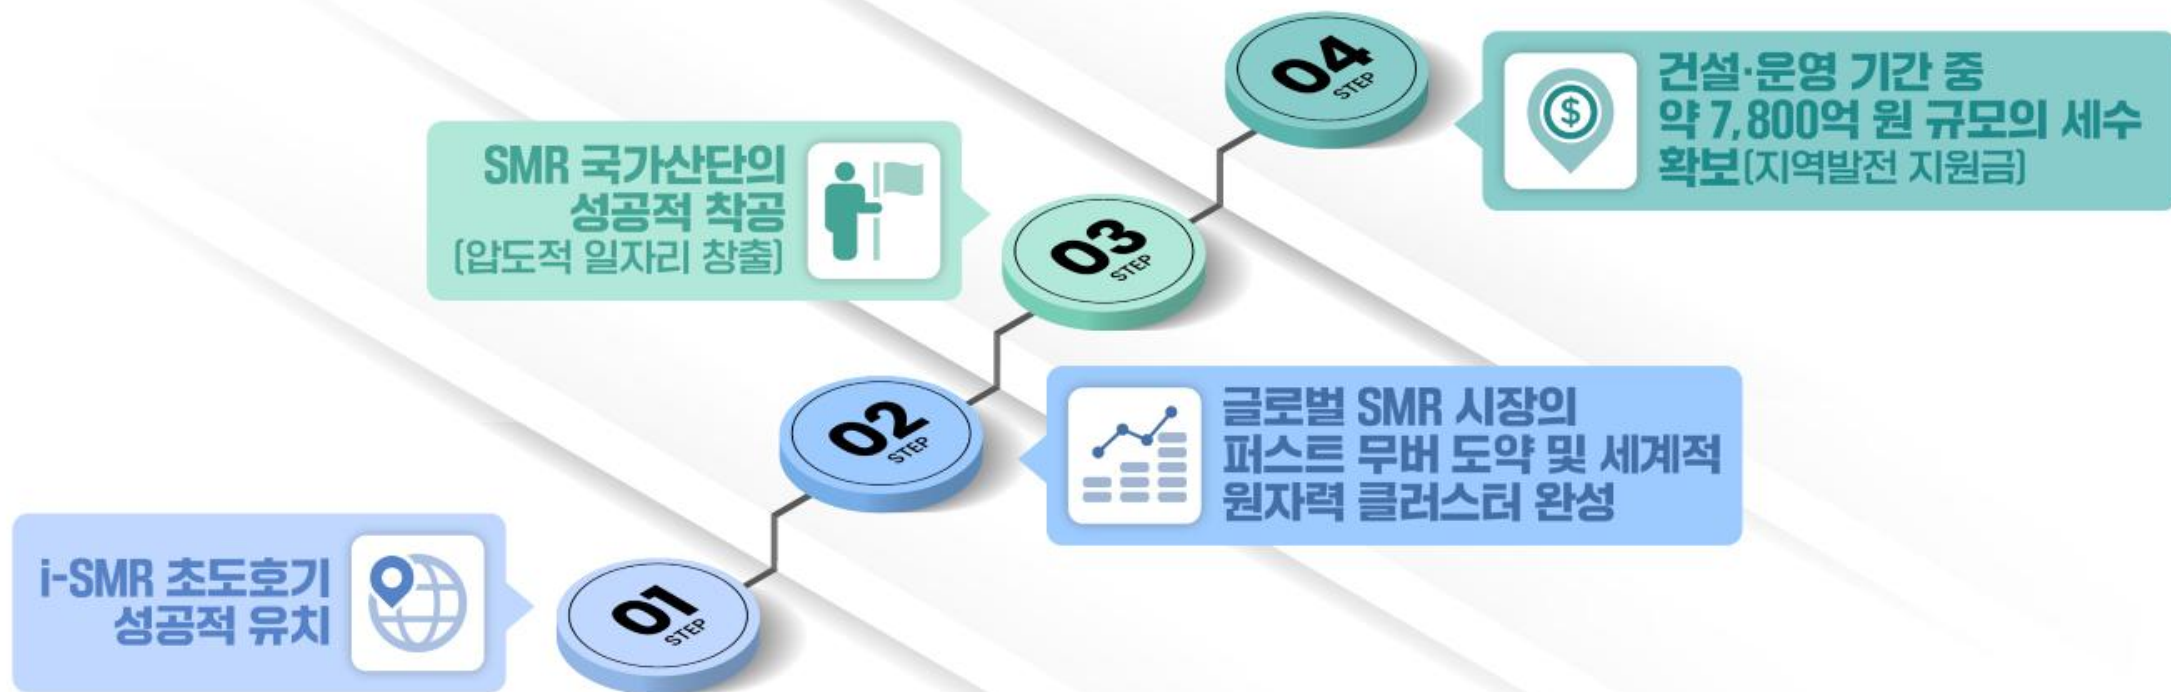 04
STEP
건설·운영 기간 중
약 7,800억 원 규모의 세수
확보(지역발전 지원금)
SMR 국가산단의
성공적 착공
(압도적 일자리 창출)
03
STEP
02
STEP
글로벌 SMR 시장의
퍼스트 무버 도약 및 세계적
원자력 클러스터 완성
i-SMR 초도호기
성공적 유치
01
STEP